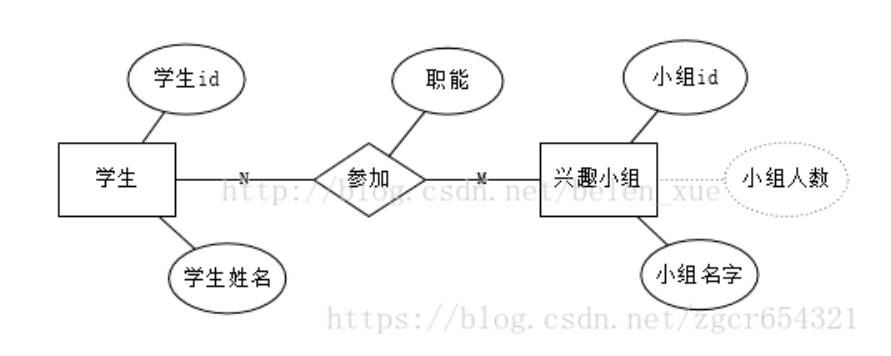 学生id
职能
小组id
学生
N
参加
M
兴趣小组
小组人数
http://blog.csdn.net/belen_xue
学生姓名
小组名字
https://blog.csdn.net/zgcr654321